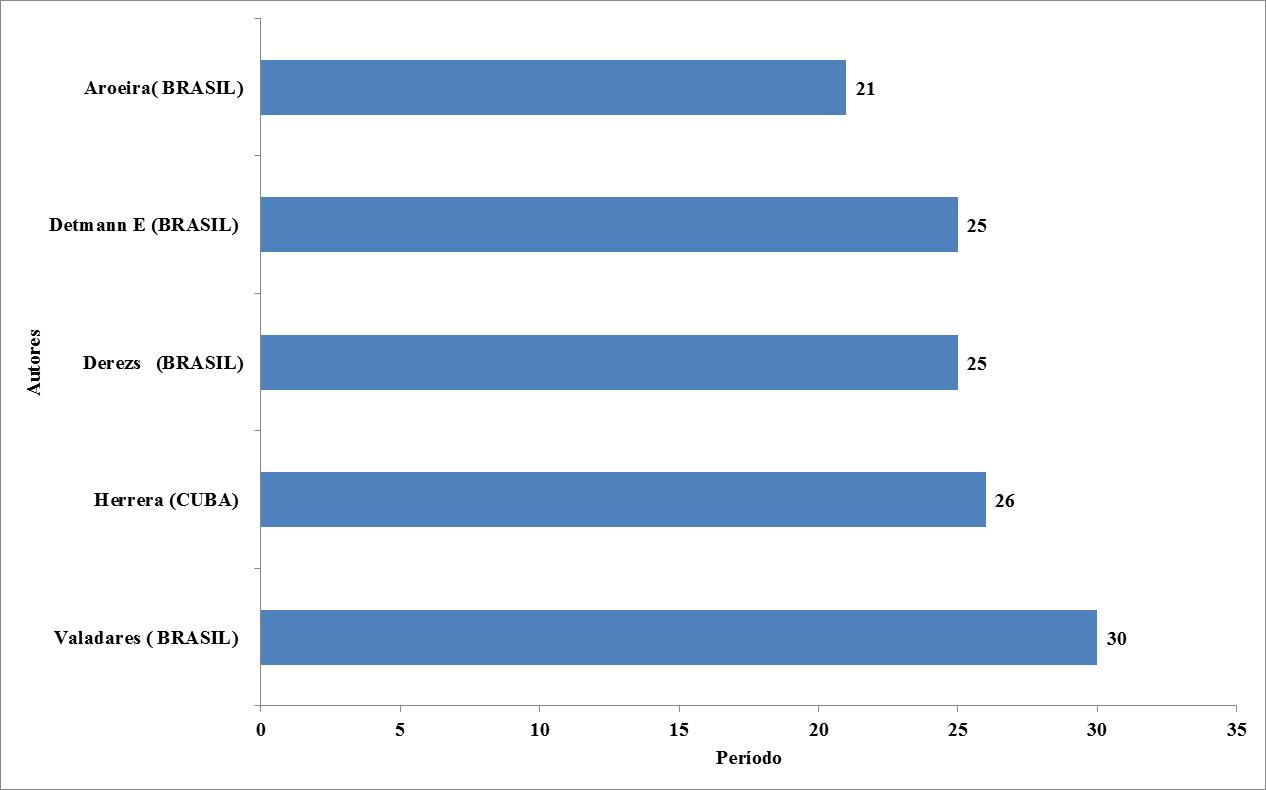 Aroeira( BRASIL)
21
Detmann E (BRASIL)
25
Derezs (BRASIL)
25
Herrera (CUBA)
26
Valadares ( BRASIL)
30
Autores
0 5 10 15 20 25 30 35
Período